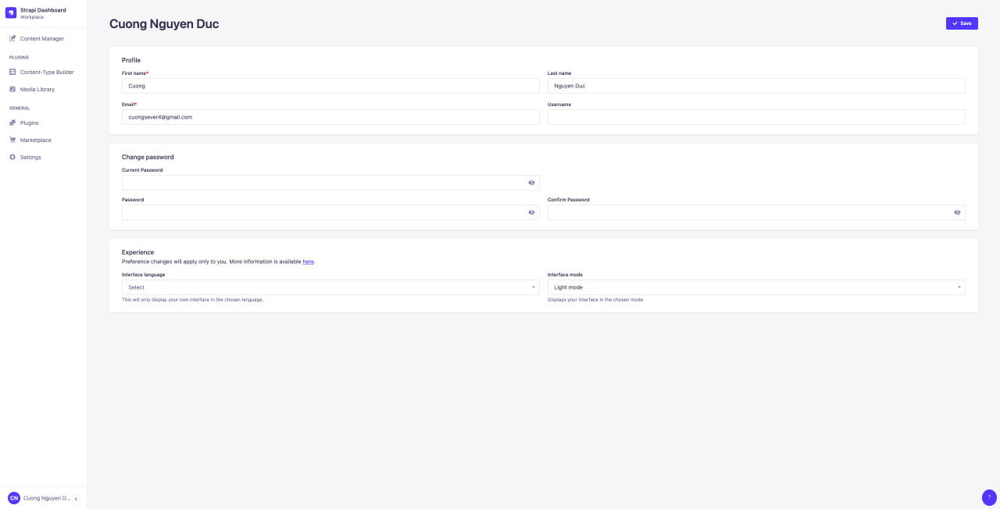 Strapi Dashboard
Workplace
Content Manager
PLUGINS
Content-Type Builder
Media Library
GENERAL
Plugins
Marketplace
Settings
CN
Cuong Nguyen D...
Cuong Nguyen Duc
Save
Profile
First name*
Cuong
Last name
Nguyen Duc
Email*
cuongsever4@gmail.com
Username
Change password
Current Password
Password
Confirm Password
Experience
Preference changes will apply only to you. More information is available here.
Interface language
Select
This will only display your own interface in the chosen language.
Interface mode
Light mode
Displays your interface in the chosen mode.
?